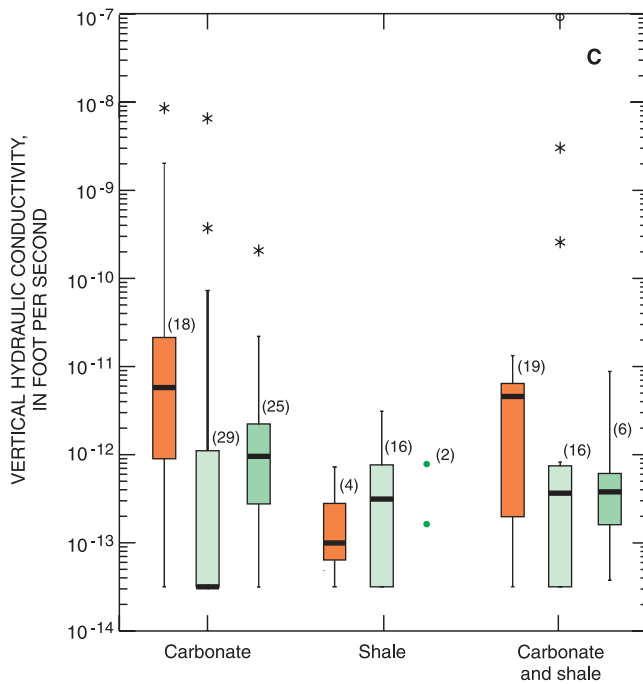 C
VERTICAL HYDRAULIC CONDUCTIVITY,
IN FOOT PER SECOND
10⁻⁷
10⁻⁸
10⁻⁹
10⁻¹⁰
10⁻¹¹
10⁻¹²
10⁻¹³
10⁻¹⁴
(18)
(29)
(25)
(4)
(16)
(2)
(19)
(16)
(6)
Carbonate
Shale
Carbonate
and shale